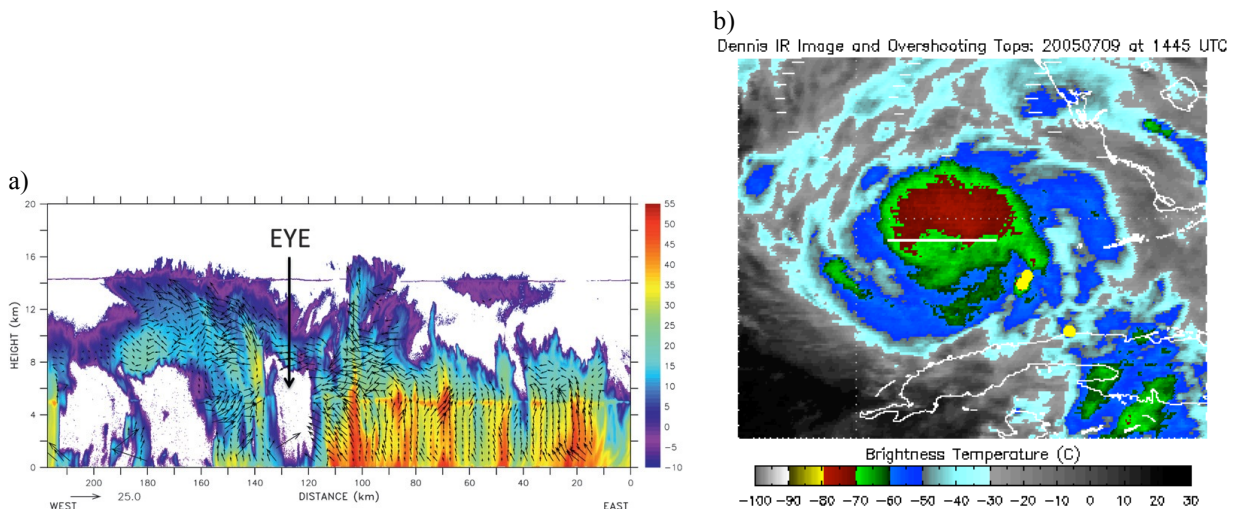 b)
Dennis IR Image and Overshooting Tops: 20050709 at 1445 UTC
a)
20
16
12
8
4
0
HEIGHT (km)
EYE
200 180 160 140 120 100 80 60 40 20 0
DISTANCE (km)
WEST
25.0
EAST
55
50
45
40
35
30
25
20
15
10
5
0
-5
-10
Brightness Temperature (C)
-100 -90 -80 -70 -60 -50 -40 -30 -20 -10 0 10 20 30